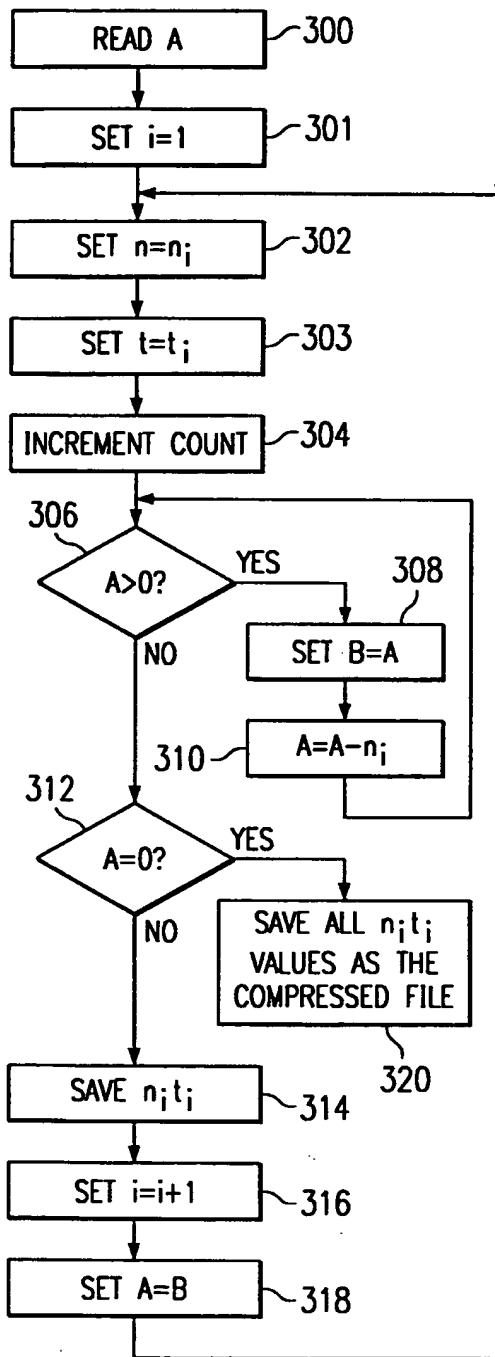 READ A
300
SET i=1
301
SET n=nᵢ
302
SET t=tᵢ
303
INCREMENT COUNT
304
306
A>0?
YES
308
NO
SET B=A
310
A=A-nᵢ
312
A=0?
YES
NO
SAVE ALL nᵢtᵢ
VALUES AS THE
COMPRESSED FILE
320
SAVE nᵢtᵢ
314
SET i=i+1
316
SET A=B
318